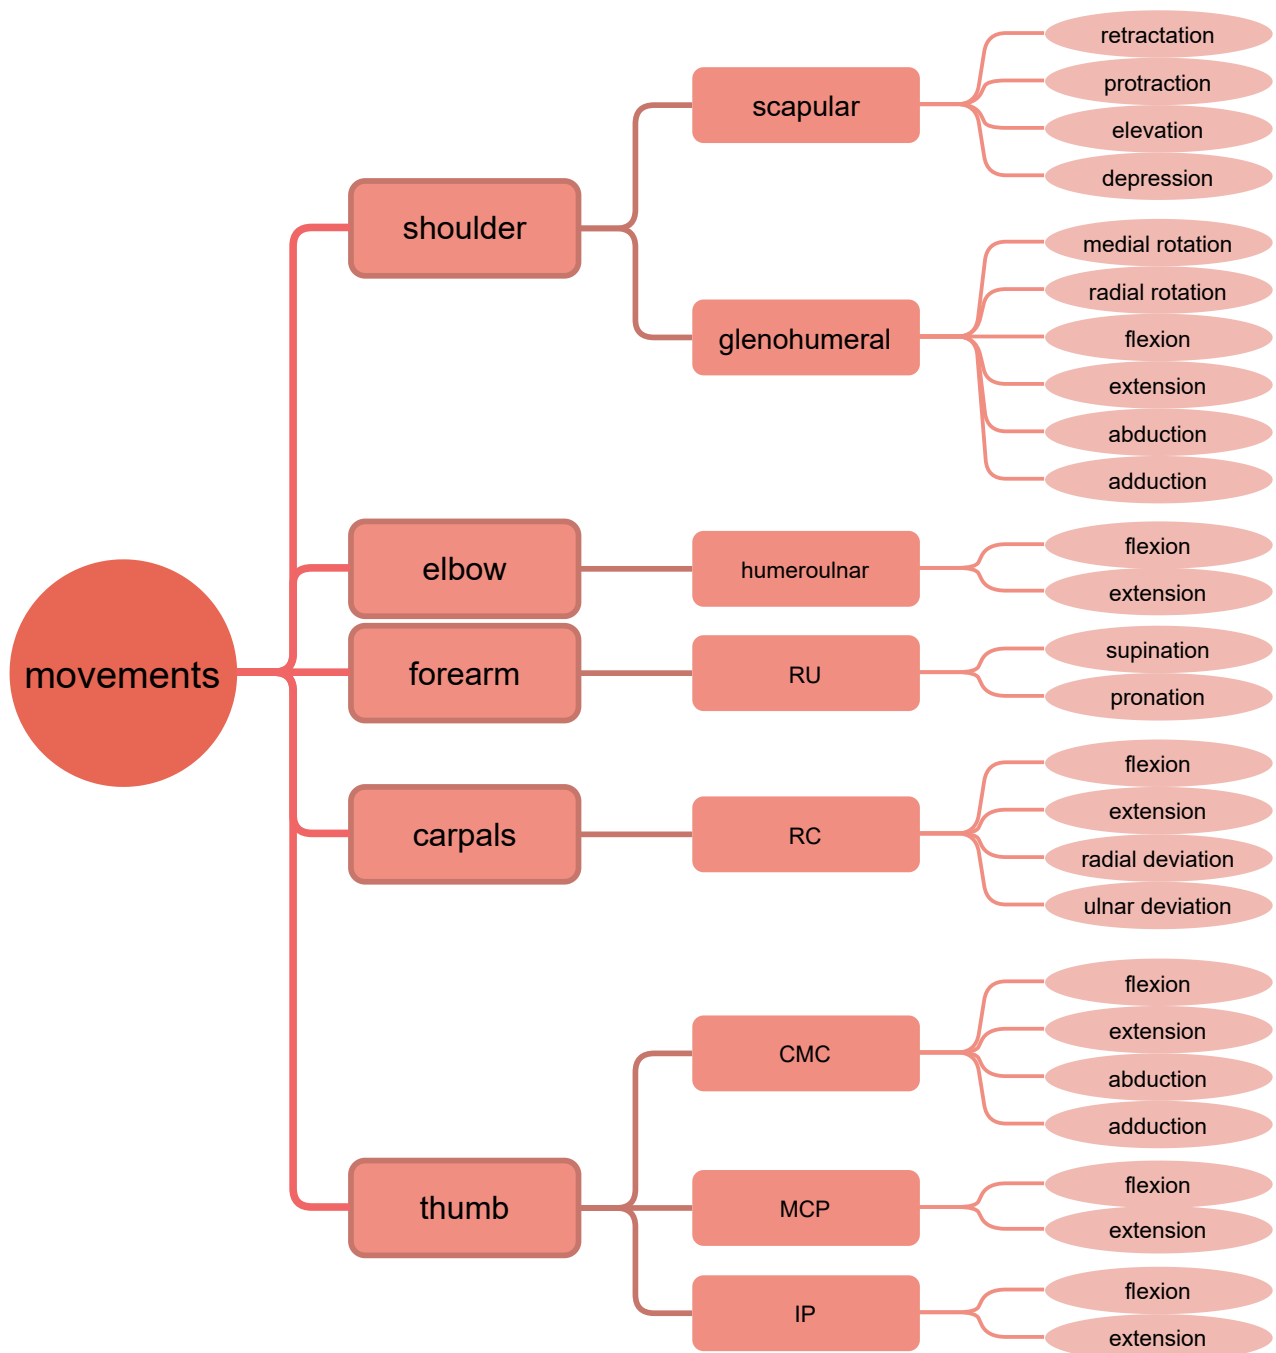 movements
shoulder
scapular
retractation
protraction
elevation
depression
glenohumeral
medial rotation
radial rotation
flexion
extension
abduction
adduction
elbow
humeroulnar
flexion
extension
forearm
RU
supination
pronation
carpals
RC
flexion
extension
radial deviation
ulnar deviation
thumb
CMC
flexion
extension
abduction
adduction
MCP
flexion
extension
IP
flexion
extension